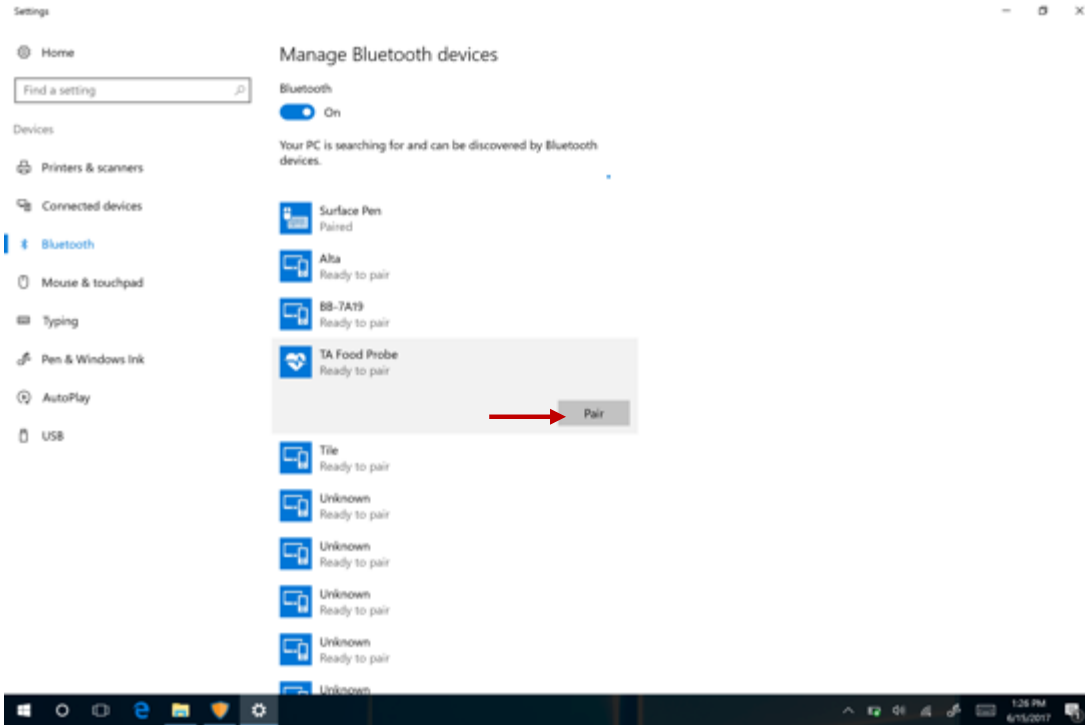 Settings
Home
Find a setting
Devices
Printers & scanners
Connected devices
Bluetooth
Mouse & touchpad
Typing
Pen & Windows Ink
AutoPlay
USB
Manage Bluetooth devices
Bluetooth
On
Your PC is searching for and can be discovered by Bluetooth
devices.
Surface Pen
Paired
Alta
Ready to pair
BB-7A19
Ready to pair
TA Food Probe
Ready to pair
Pair
Tile
Ready to pair
Unknown
Ready to pair
Unknown
Ready to pair
Unknown
Ready to pair
Unknown
Ready to pair
Unknown
1:26 PM
6/15/2017